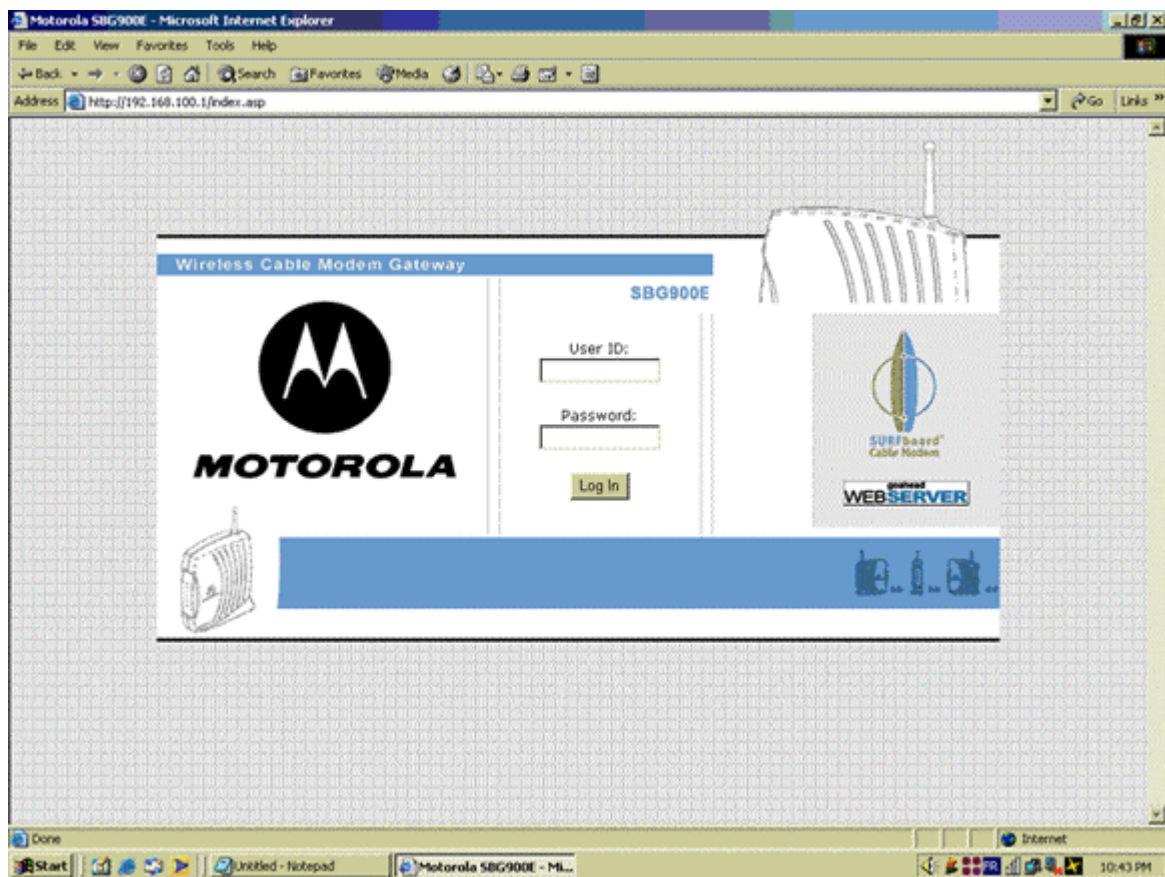 Motorola SBG900E - Microsoft Internet Explorer
File Edit View Favorites Tools Help
Back Search Favorites Media
Address http://192.168.100.1/index.asp Go Links »
Wireless Cable Modem Gateway
SBG900E
User ID:
MOTOROLA
Password:
Log In
SURFboard
Cable Modem
goahead
WEBSERVER
Done Internet
Start Untitled - Notepad Motorola SBG900E - Mi... FR 10:43 PM